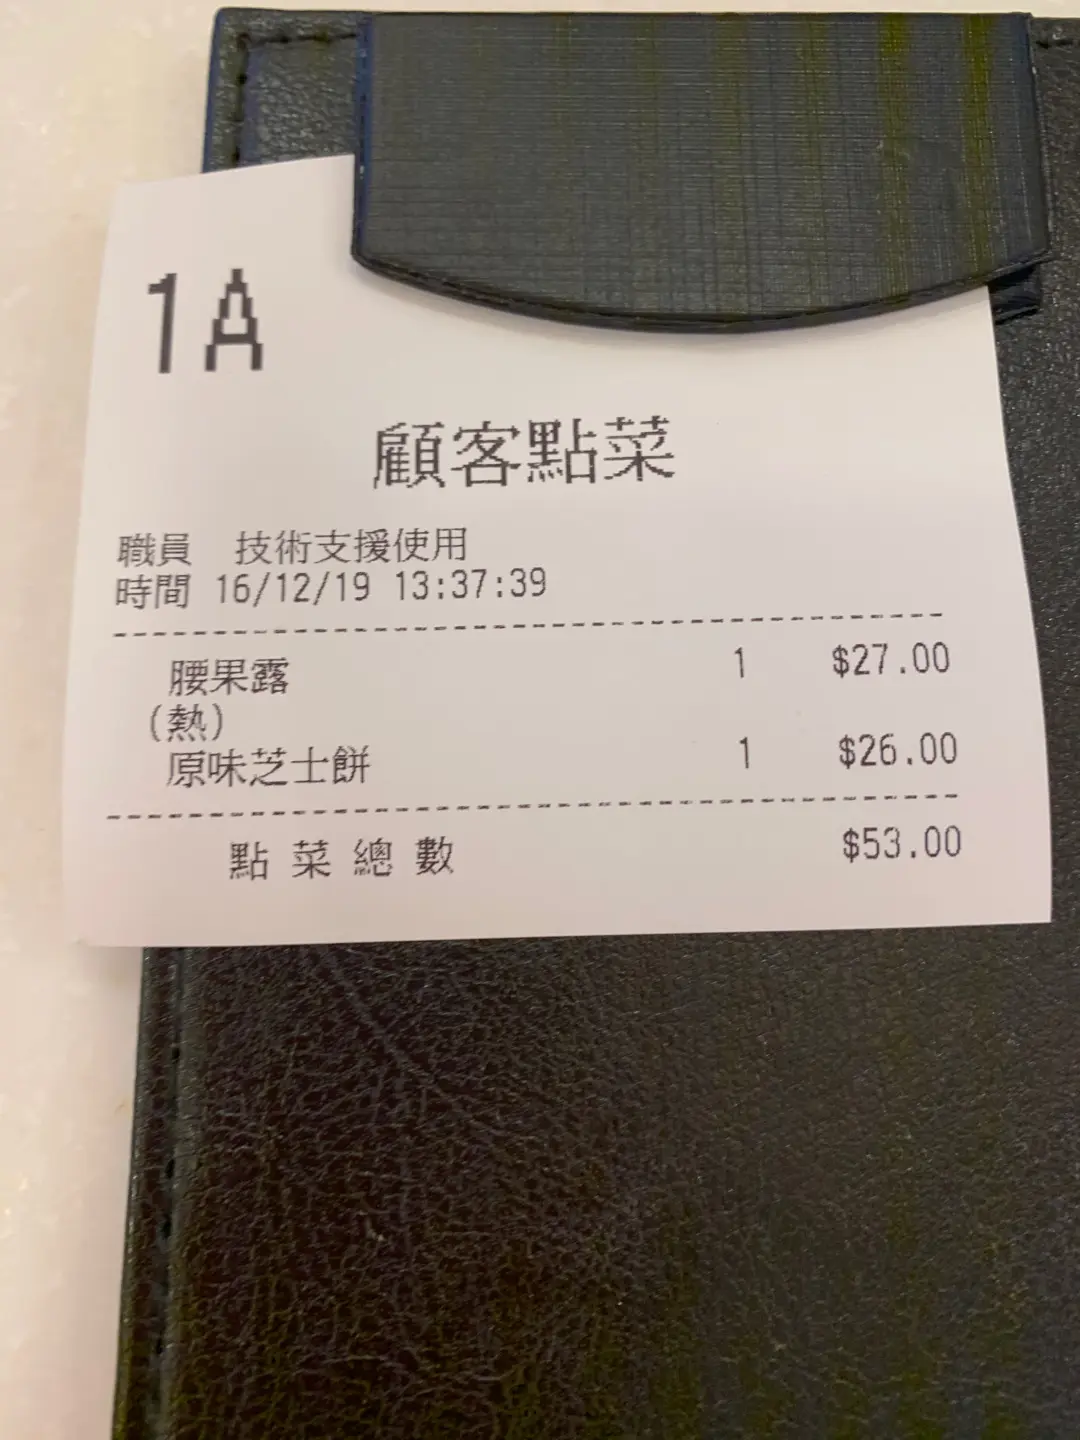 1A
顧客點菜
職員 技術支援使用
時間 16/12/19 13:37:39
腰果露 1 $27.00
(熱)
原味芝士餅 1 $26.00
點菜總數 $53.00